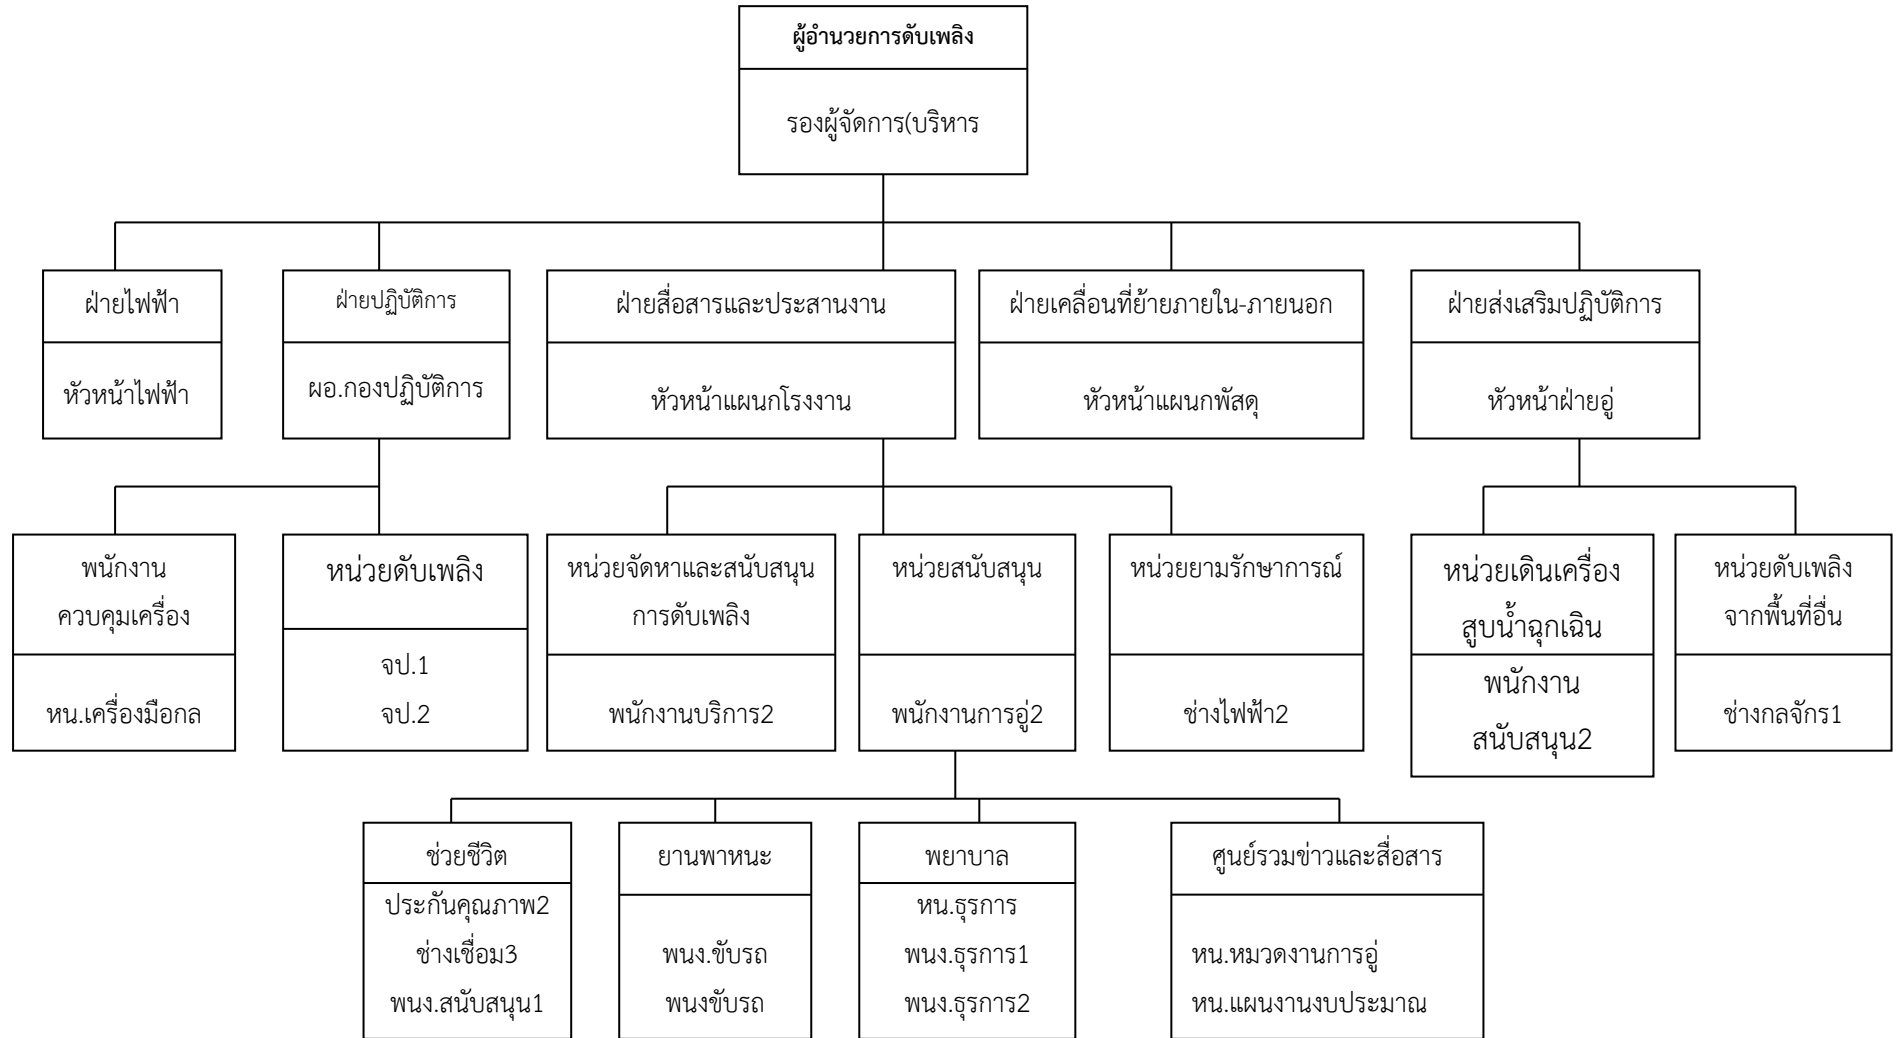 ผู้อำนวยการดับเพลิง
รองผู้จัดการ(บริหาร
ฝ่ายไฟฟ้า
หัวหน้าไฟฟ้า
ฝ่ายปฏิบัติการ
ผอ.กองปฏิบัติการ
ฝ่ายสื่อสารและประสานงาน
หัวหน้าแผนกโรงงาน
ฝ่ายเคลื่อนที่ย้ายภายใน-ภายนอก
หัวหน้าแผนกพัสดุ
ฝ่ายส่งเสริมปฏิบัติการ
หัวหน้าฝ่ายอู่
พนักงาน
ควบคุมเครื่อง
หน.เครื่องมือกล
หน่วยดับเพลิง
จป.1
จป.2
หน่วยจัดหาและสนับสนุน
การดับเพลิง
พนักงานบริการ2
หน่วยสนับสนุน
พนักงานการอู่2
หน่วยยามรักษาการณ์
ช่างไฟฟ้า2
หน่วยเดินเครื่อง
สูบน้ำฉุกเฉิน
พนักงาน
สนับสนุน2
หน่วยดับเพลิง
จากพื้นที่อื่น
ช่างกลจักร1
ช่วยชีวิต
ประกันคุณภาพ2
ช่างเชื่อม3
พนง.สนับสนุน1
ยานพาหนะ
พนง.ขับรถ
พนงขับรถ
พยาบาล
หน.ธุรการ
พนง.ธุรการ1
พนง.ธุรการ2
ศูนย์รวมข่าวและสื่อสาร
หน.หมวดงานการอู่
หน.แผนงานงบประมาณ